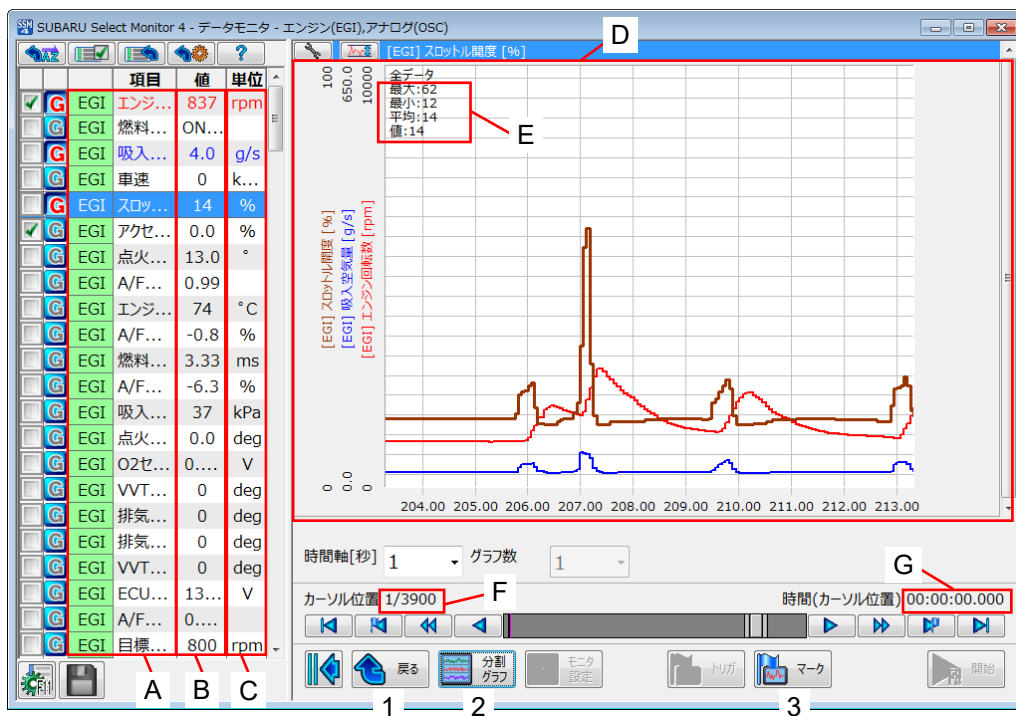 SUBARU Select Monitor 4 - データモニタ - エンジン(EGI),アナログ(OSC)
AZ
?
項目 値 単位
EGI エンジ... 837 rpm
EGI 燃料... ON...
EGI 吸入... 4.0 g/s
EGI 車速 0 k...
EGI スロッ... 14 %
EGI アクセ... 0.0 %
EGI 点火... 13.0 °
EGI A/F... 0.99
EGI エンジ... 74 °C
EGI A/F... -0.8 %
EGI 燃料... 3.33 ms
EGI A/F... -6.3 %
EGI 吸入... 37 kPa
EGI 点火... 0.0 deg
EGI O2セ... 0.... V
EGI VVT... 0 deg
EGI 排気... 0 deg
EGI 排気... 0 deg
EGI VVT... 0 deg
EGI ECU... 13... V
EGI A/F... 0....
EGI 目標... 800 rpm
A B C
[EGI] スロットル開度 [%]
D
100
650.0
10000
全データ
最大:62
最小:12
平均:14
値:14
E
[EGI] スロットル開度 [%]
[EGI] 吸入空気量 [g/s]
[EGI] エンジン回転数 [rpm]
0
0.0
0
204.00 205.00 206.00 207.00 208.00 209.00 210.00 211.00 212.00 213.00
時間軸[秒] 1 グラフ数 1
カーソル位置 1/3900 F 時間(カーソル位置) 00:00:00.000
G
戻る
分割
グラフ
モニタ
設定
トリガ
マーク
開始
1 2 3